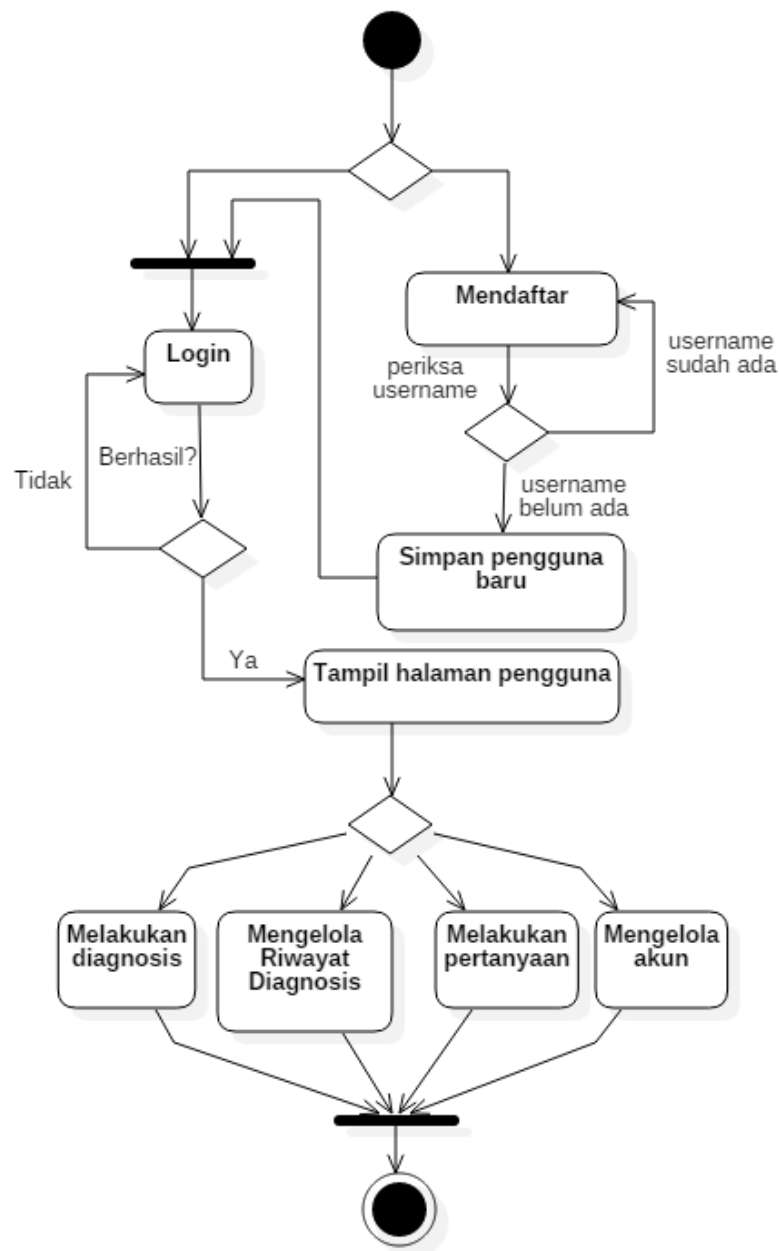 Mendaftar
username
sudah ada
Login
periksa
username
Berhasil?
Tidak
username
belum ada
Simpan pengguna
baru
Ya
Tampil halaman pengguna
Melakukan
diagnosis
Mengelola
Riwayat
Diagnosis
Melakukan
pertanyaan
Mengelola
akun